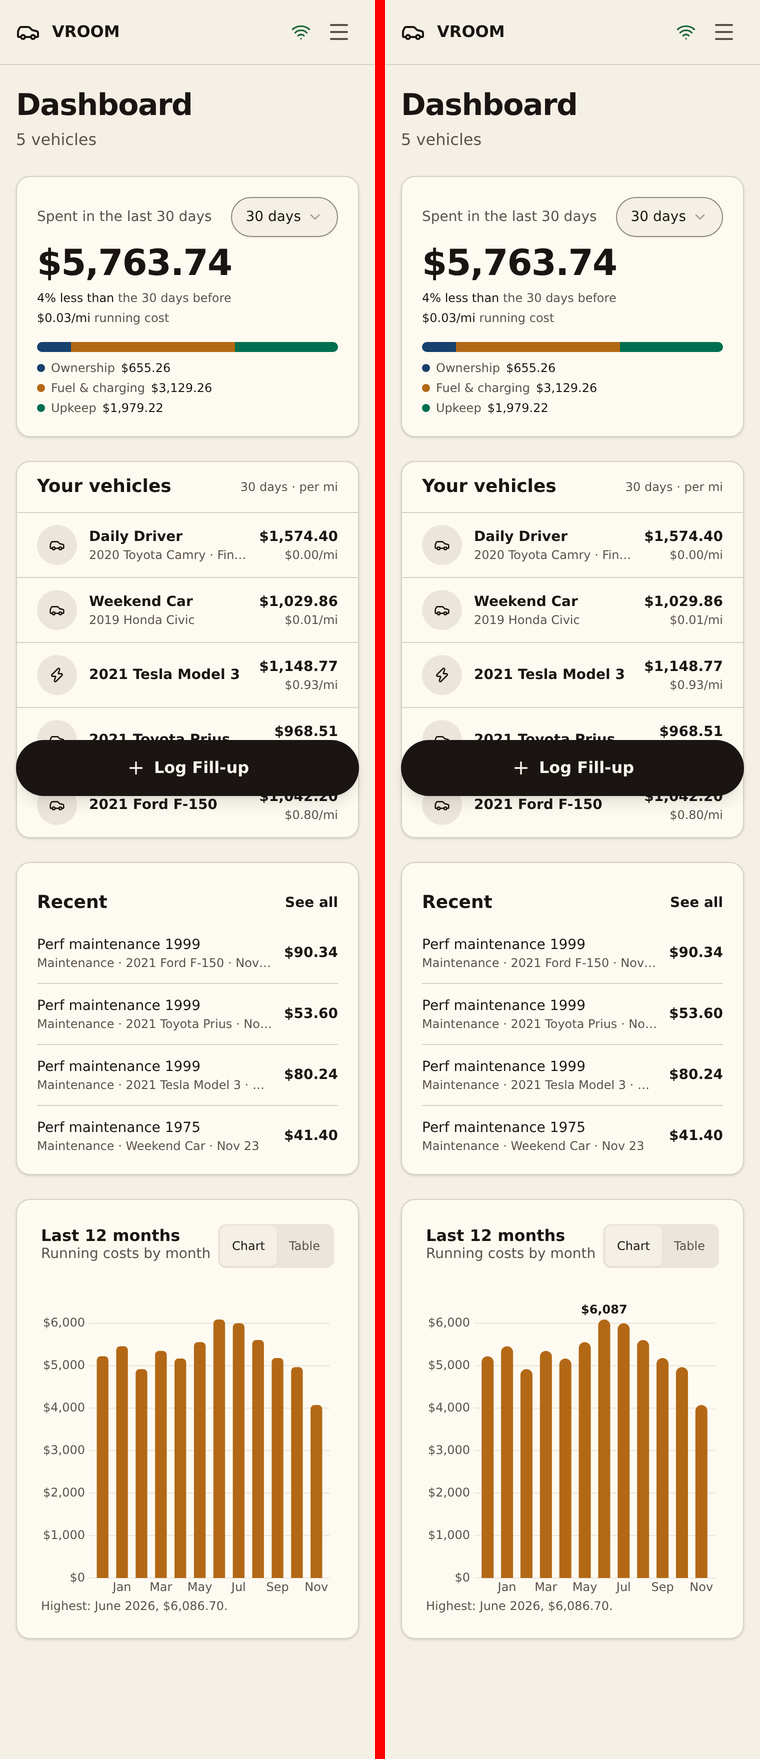 VROOM
Dashboard
5 vehicles
Spent in the last 30 days
30 days
$5,763.74
4% less than the 30 days before
$0.03/mi running cost
Ownership $655.26
Fuel & charging $3,129.26
Upkeep $1,979.22
Your vehicles
30 days · per mi
Daily Driver
$1,574.40
2020 Toyota Camry · Fin...
$0.00/mi
Weekend Car
$1,029.86
2019 Honda Civic
$0.01/mi
2021 Tesla Model 3
$1,148.77
$0.93/mi
2021 Toyota Prius
$968.51
Log Fill-up
2021 Ford F-150
$1,042.20
$0.80/mi
Recent
See all
Perf maintenance 1999
Maintenance · 2021 Ford F-150 · Nov...
$90.34
Perf maintenance 1999
Maintenance · 2021 Toyota Prius · No...
$53.60
Perf maintenance 1999
Maintenance · 2021 Tesla Model 3 · ...
$80.24
Perf maintenance 1975
Maintenance · Weekend Car · Nov 23
$41.40
Last 12 months
Running costs by month
Chart
Table
$6,000
$5,000
$4,000
$3,000
$2,000
$1,000
$0
Jan Mar May Jul Sep Nov
Highest: June 2026, $6,086.70.
VROOM
Dashboard
5 vehicles
Spent in the last 30 days
30 days
$5,763.74
4% less than the 30 days before
$0.03/mi running cost
Ownership $655.26
Fuel & charging $3,129.26
Upkeep $1,979.22
Your vehicles
30 days · per mi
Daily Driver
$1,574.40
2020 Toyota Camry · Fin...
$0.00/mi
Weekend Car
$1,029.86
2019 Honda Civic
$0.01/mi
2021 Tesla Model 3
$1,148.77
$0.93/mi
2021 Toyota Prius
$968.51
Log Fill-up
2021 Ford F-150
$1,042.20
$0.80/mi
Recent
See all
Perf maintenance 1999
Maintenance · 2021 Ford F-150 · Nov...
$90.34
Perf maintenance 1999
Maintenance · 2021 Toyota Prius · No...
$53.60
Perf maintenance 1999
Maintenance · 2021 Tesla Model 3 · ...
$80.24
Perf maintenance 1975
Maintenance · Weekend Car · Nov 23
$41.40
Last 12 months
Running costs by month
Chart
Table
$6,087
$6,000
$5,000
$4,000
$3,000
$2,000
$1,000
$0
Jan Mar May Jul Sep Nov
Highest: June 2026, $6,086.70.